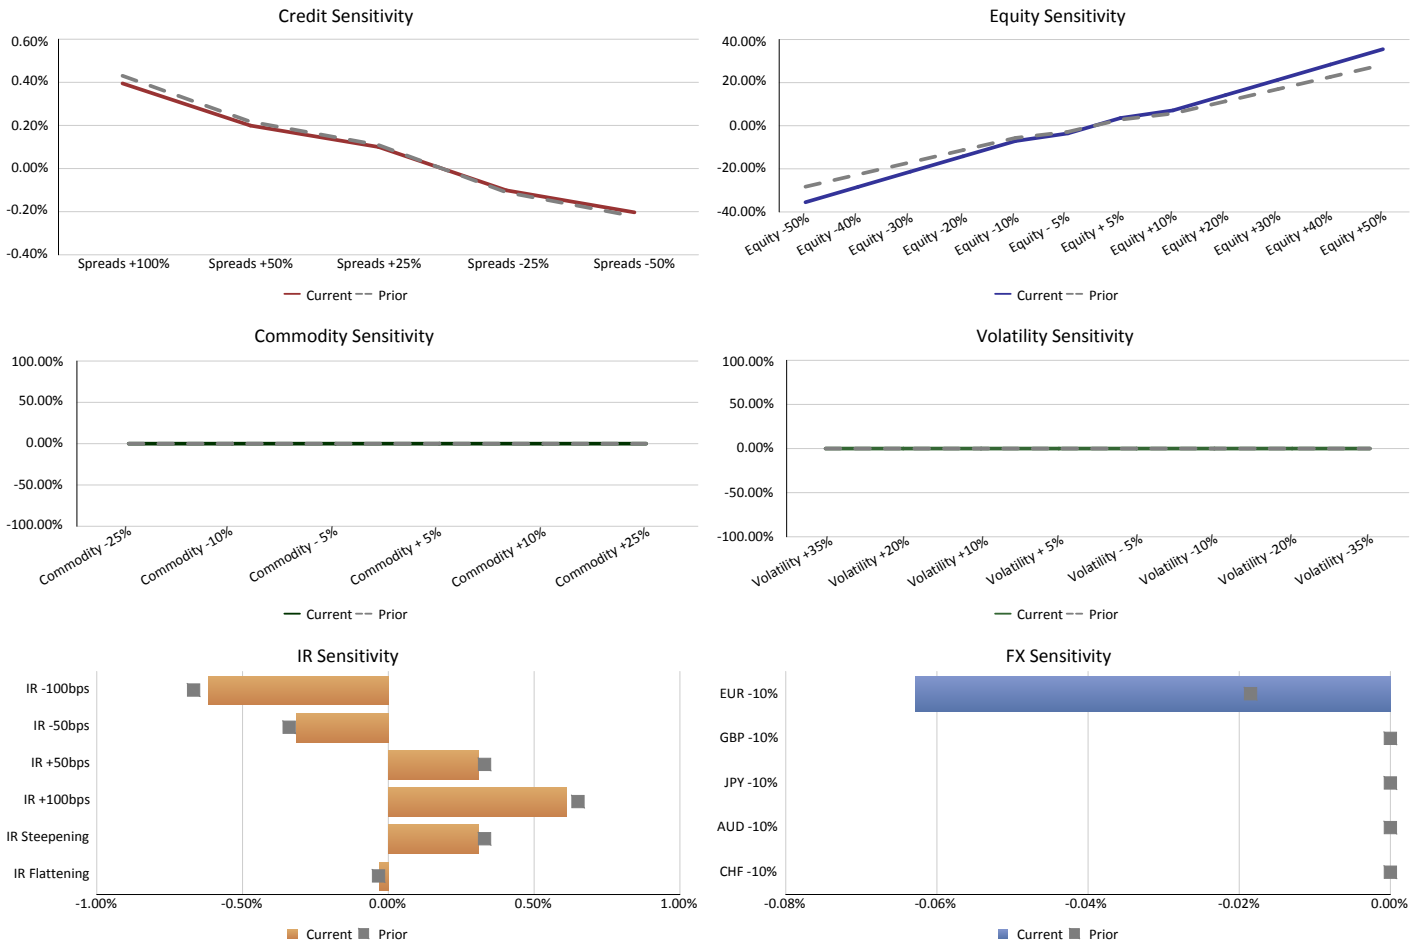 Credit Sensitivity
0.60%
0.40%
0.20%
0.00%
-0.20%
-0.40%
Spreads +100% Spreads +50% Spreads +25% Spreads -25% Spreads -50%
Current Prior
Equity Sensitivity
40.00%
20.00%
0.00%
-20.00%
-40.00%
Equity -50% Equity -40% Equity -30% Equity -20% Equity -10% Equity - 5% Equity + 5% Equity +10% Equity +20% Equity +30% Equity +40% Equity +50%
Current Prior
Commodity Sensitivity
100.00%
50.00%
0.00%
-50.00%
-100.00%
Commodity -25% Commodity -10% Commodity - 5% Commodity + 5% Commodity +10% Commodity +25%
Current Prior
Volatility Sensitivity
100.00%
50.00%
0.00%
-50.00%
-100.00%
Volatility +35% Volatility +20% Volatility +10% Volatility + 5% Volatility - 5% Volatility -10% Volatility -20% Volatility -35%
Current Prior
IR Sensitivity
IR -100bps
IR -50bps
IR +50bps
IR +100bps
IR Steepening
IR Flattening
-1.00% -0.50% 0.00% 0.50% 1.00%
Current Prior
FX Sensitivity
EUR -10%
GBP -10%
JPY -10%
AUD -10%
CHF -10%
-0.08% -0.06% -0.04% -0.02% 0.00%
Current Prior